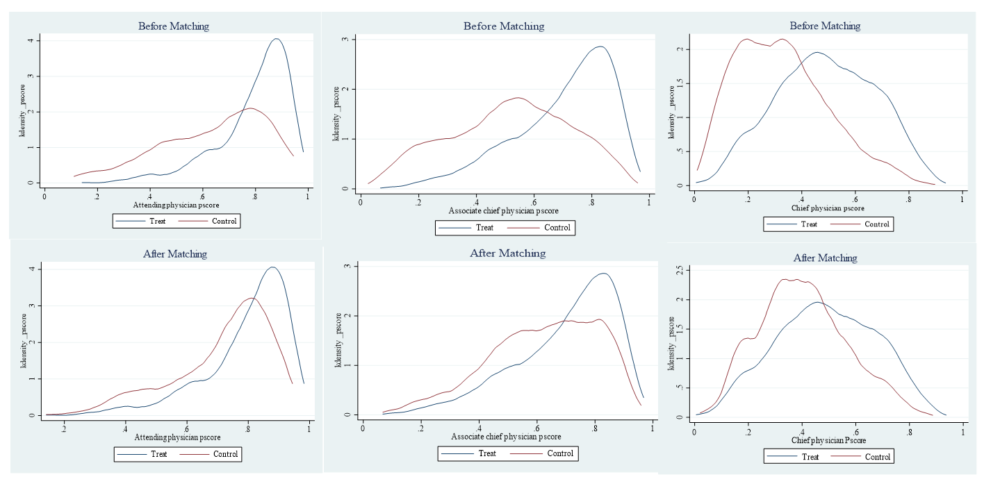 Before Matching
4
3
2
1
0
kdensity _pscore
0 .2 .4 .6 .8 1
Attending physician pscore
Treat Control
Before Matching
3
2
1
0
kdensity _pscore
0 .2 .4 .6 .8 1
Associate chief physician pscore
Treat Control
Before Matching
2
1.5
1
.5
0
kdensity _pscore
0 .2 .4 .6 .8 1
Chief physician pscore
Treat Control
After Matching
4
3
2
1
0
kdensity _pscore
.2 .4 .6 .8 1
Attending physician pscore
Treat Control
After Matching
3
2
1
0
kdensity _pscore
0 .2 .4 .6 .8 1
Associate chief physician pscore
Treat Control
After Matching
2.5
2
1.5
1
.5
0
kdensity _pscore
0 .2 .4 .6 .8 1
Chief physician Pscore
Treat Control